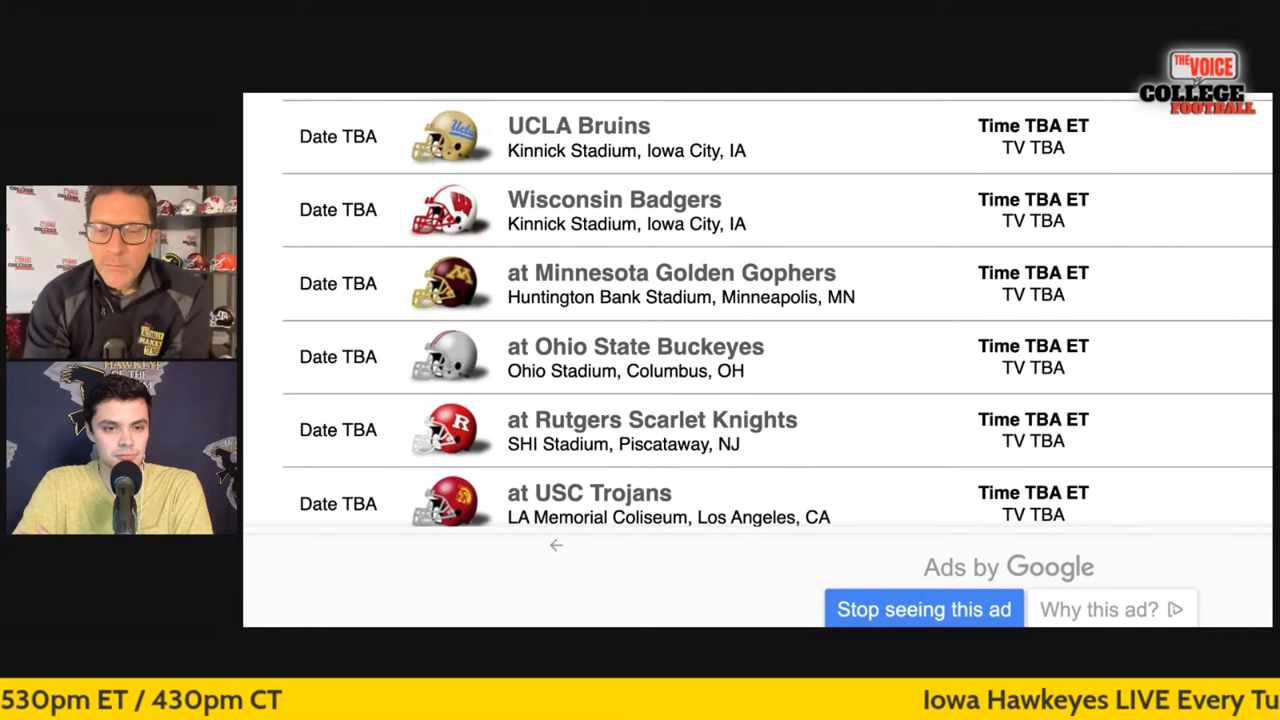 THE VOICE
OF
COLLEGE
FOOTBALL
Date TBA
UCLA Bruins
Kinnick Stadium, Iowa City, IA
Time TBA ET
TV TBA
Date TBA
Wisconsin Badgers
Kinnick Stadium, Iowa City, IA
Time TBA ET
TV TBA
Date TBA
at Minnesota Golden Gophers
Huntington Bank Stadium, Minneapolis, MN
Time TBA ET
TV TBA
Date TBA
at Ohio State Buckeyes
Ohio Stadium, Columbus, OH
Time TBA ET
TV TBA
Date TBA
at Rutgers Scarlet Knights
SHI Stadium, Piscataway, NJ
Time TBA ET
TV TBA
Date TBA
at USC Trojans
LA Memorial Coliseum, Los Angeles, CA
Time TBA ET
TV TBA
Ads by Google
Stop seeing this ad
Why this ad?
HAWKEYE
OF THE
530pm ET / 430pm CT
Iowa Hawkeyes LIVE Every Tu